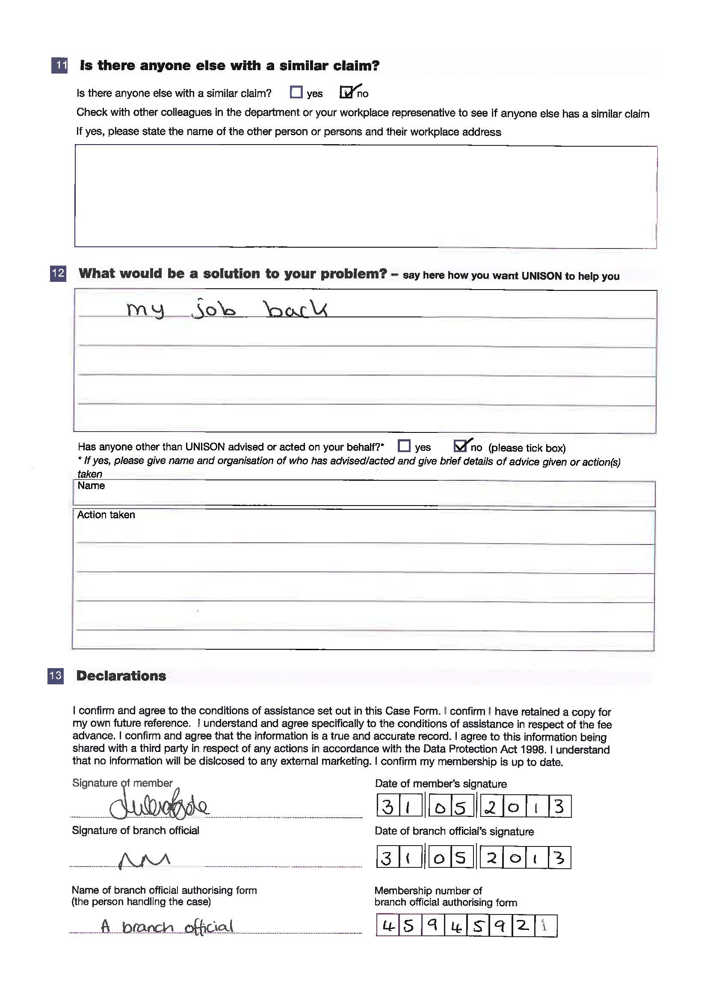 11 Is there anyone else with a similar claim?
Is there anyone else with a similar claim? yes no
Check with other colleagues in the department or your workplace represenative to see if anyone else has a similar claim
If yes, please state the name of the other person or persons and their workplace address
12 What would be a solution to your problem? – say here how you want UNISON to help you
my job back
Has anyone other than UNISON advised or acted on your behalf?* yes no (please tick box)
* If yes, please give name and organisation of who has advised/acted and give brief details of advice given or action(s)
taken
Name
Action taken
13 Declarations
I confirm and agree to the conditions of assistance set out in this Case Form. I confirm I have retained a copy for
my own future reference. I understand and agree specifically to the conditions of assistance in respect of the fee
advance. I confirm and agree that the information is a true and accurate record. I agree to this information being
shared with a third party in respect of any actions in accordance with the Data Protection Act 1998. I understand
that no information will be dislcosed to any external marketing. I confirm my membership is up to date.
Signature of member Date of member's signature
31 05 2013
Signature of branch official Date of branch official's signature
31 05 2013
Name of branch official authorising form Membership number of
(the person handling the case) branch official authorising form
A branch official 45945921